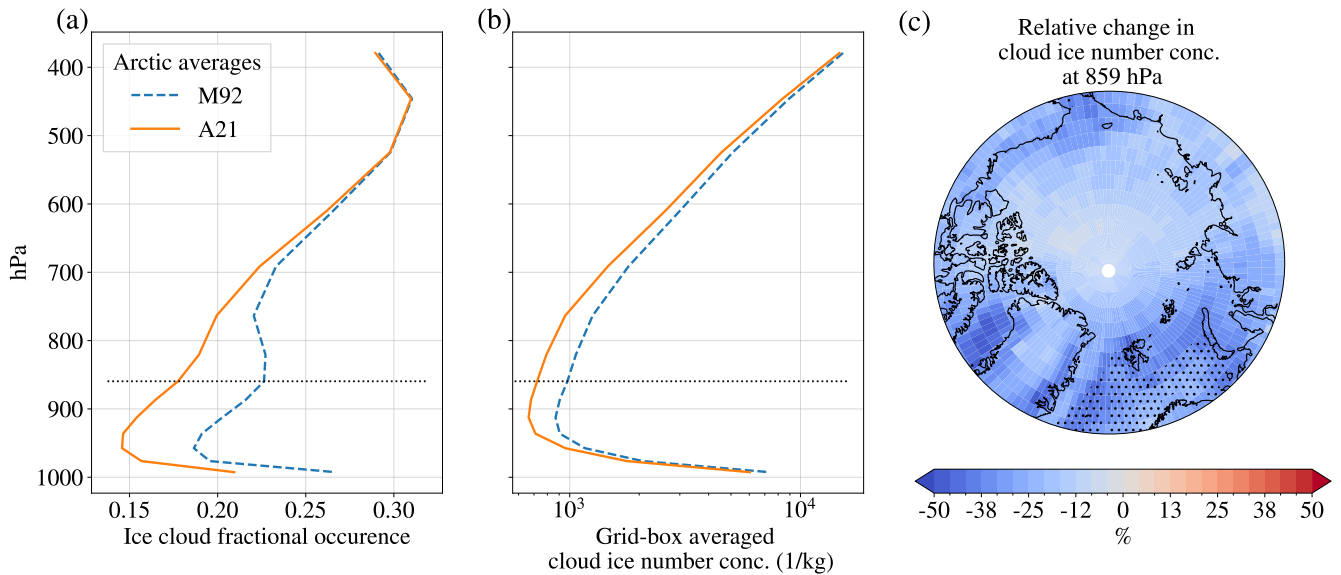 (a)
Arctic averages
M92
A21
400
500
600
700
800
900
1000
hPa
0.15
0.20
0.25
0.30
Ice cloud fractional occurence
(b)
10³
10⁴
Grid-box averaged
cloud ice number conc. (1/kg)
(c)
Relative change in
cloud ice number conc.
at 859 hPa
-50
-38
-25
-12
0
13
25
38
50
%